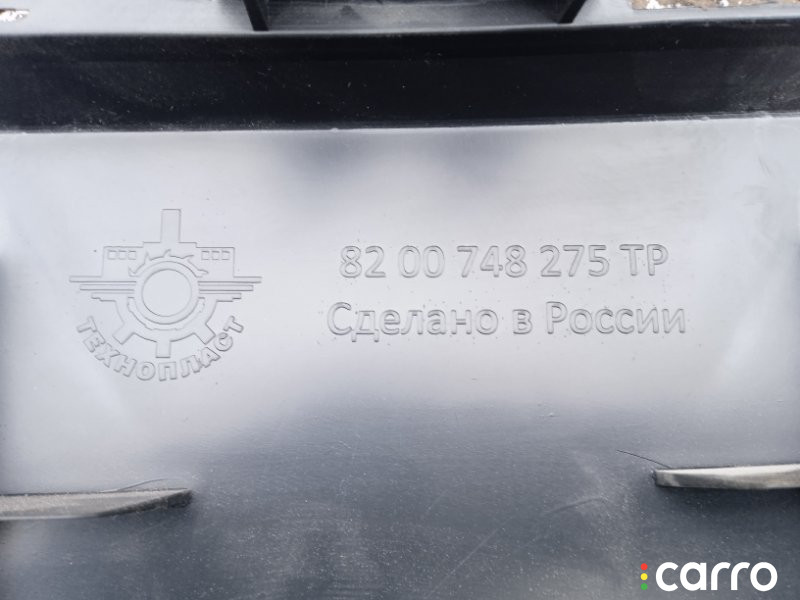 82 00 748 275 TP
Сделано в России
ТЕХНОПЛАСТ
carro